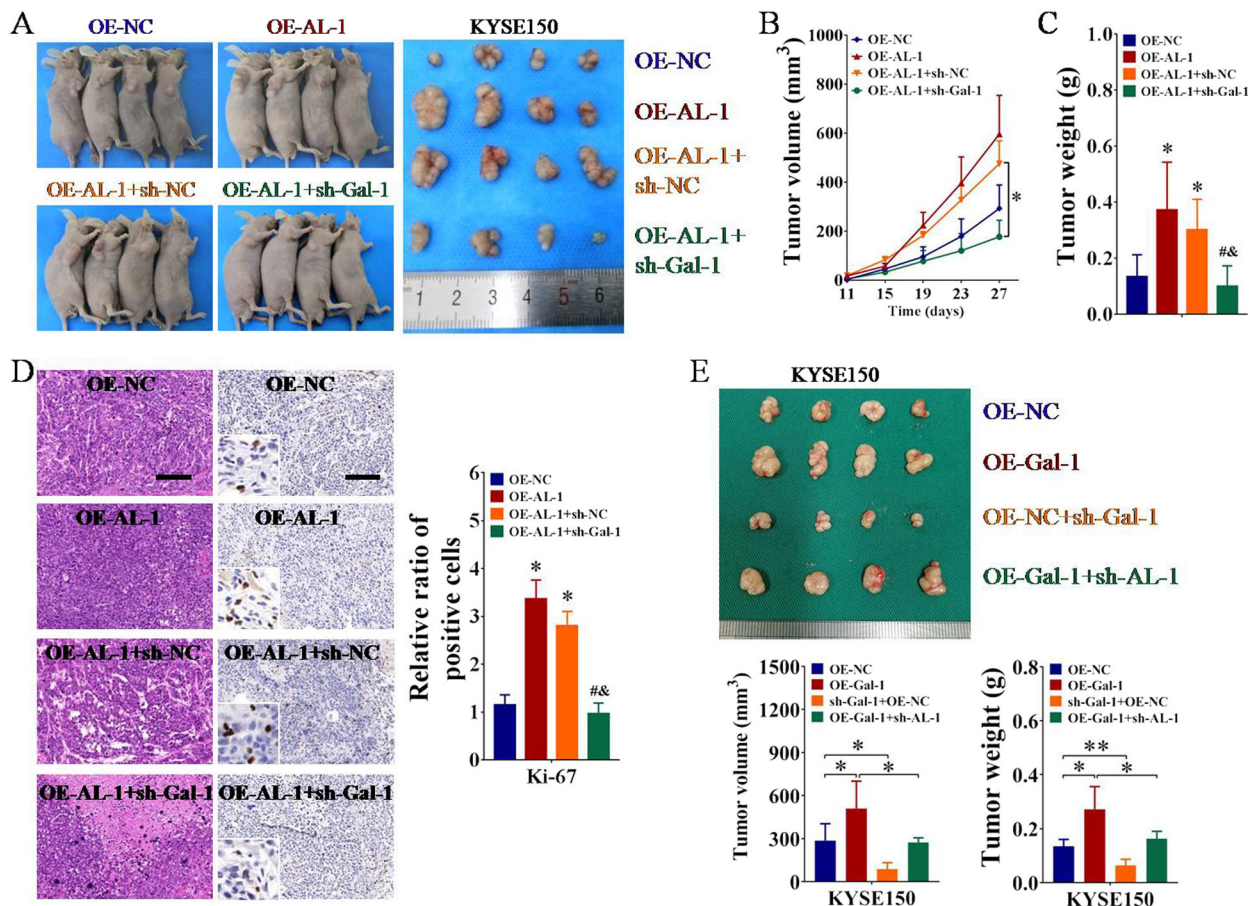 A
OE-NC
OE-AL-1
OE-AL-1+sh-NC
OE-AL-1+sh-Gal-1
KYSE150
1 2 3 4 5 6
OE-NC
OE-AL-1
OE-AL-1+
sh-NC
OE-AL-1+
sh-Gal-1
B
Tumor volume (mm3)
1000
800
600
400
200
0
11 15 19 23 27
Time (days)
OE-NC
OE-AL-1
OE-AL-1+sh-NC
OE-AL-1+sh-Gal-1
*
C
Tumor weight (g)
1.0
0.8
0.6
0.4
0.2
0.0
OE-NC
OE-AL-1
OE-AL-1+sh-NC
OE-AL-1+sh-Gal-1
*
*
#&
D
OE-NC
OE-NC
OE-AL-1
OE-AL-1
OE-AL-1+sh-NC
OE-AL-1+sh-NC
OE-AL-1+sh-Gal-1
OE-AL-1+sh-Gal-1
Relative ratio of
positive cells
6
5
4
3
2
1
0
OE-NC
OE-AL-1
OE-AL-1+sh-NC
OE-AL-1+sh-Gal-1
*
*
#&
Ki-67
E
KYSE150
OE-NC
OE-Gal-1
OE-NC+sh-Gal-1
OE-Gal-1+sh-AL-1
Tumor volume (mm3)
1500
1200
900
600
300
0
OE-NC
OE-Gal-1
sh-Gal-1+OE-NC
OE-Gal-1+sh-AL-1
*
*
*
KYSE150
Tumor weight (g)
0.8
0.6
0.4
0.2
0.0
OE-NC
OE-Gal-1
sh-Gal-1+OE-NC
OE-Gal-1+sh-AL-1
**
*
*
KYSE150